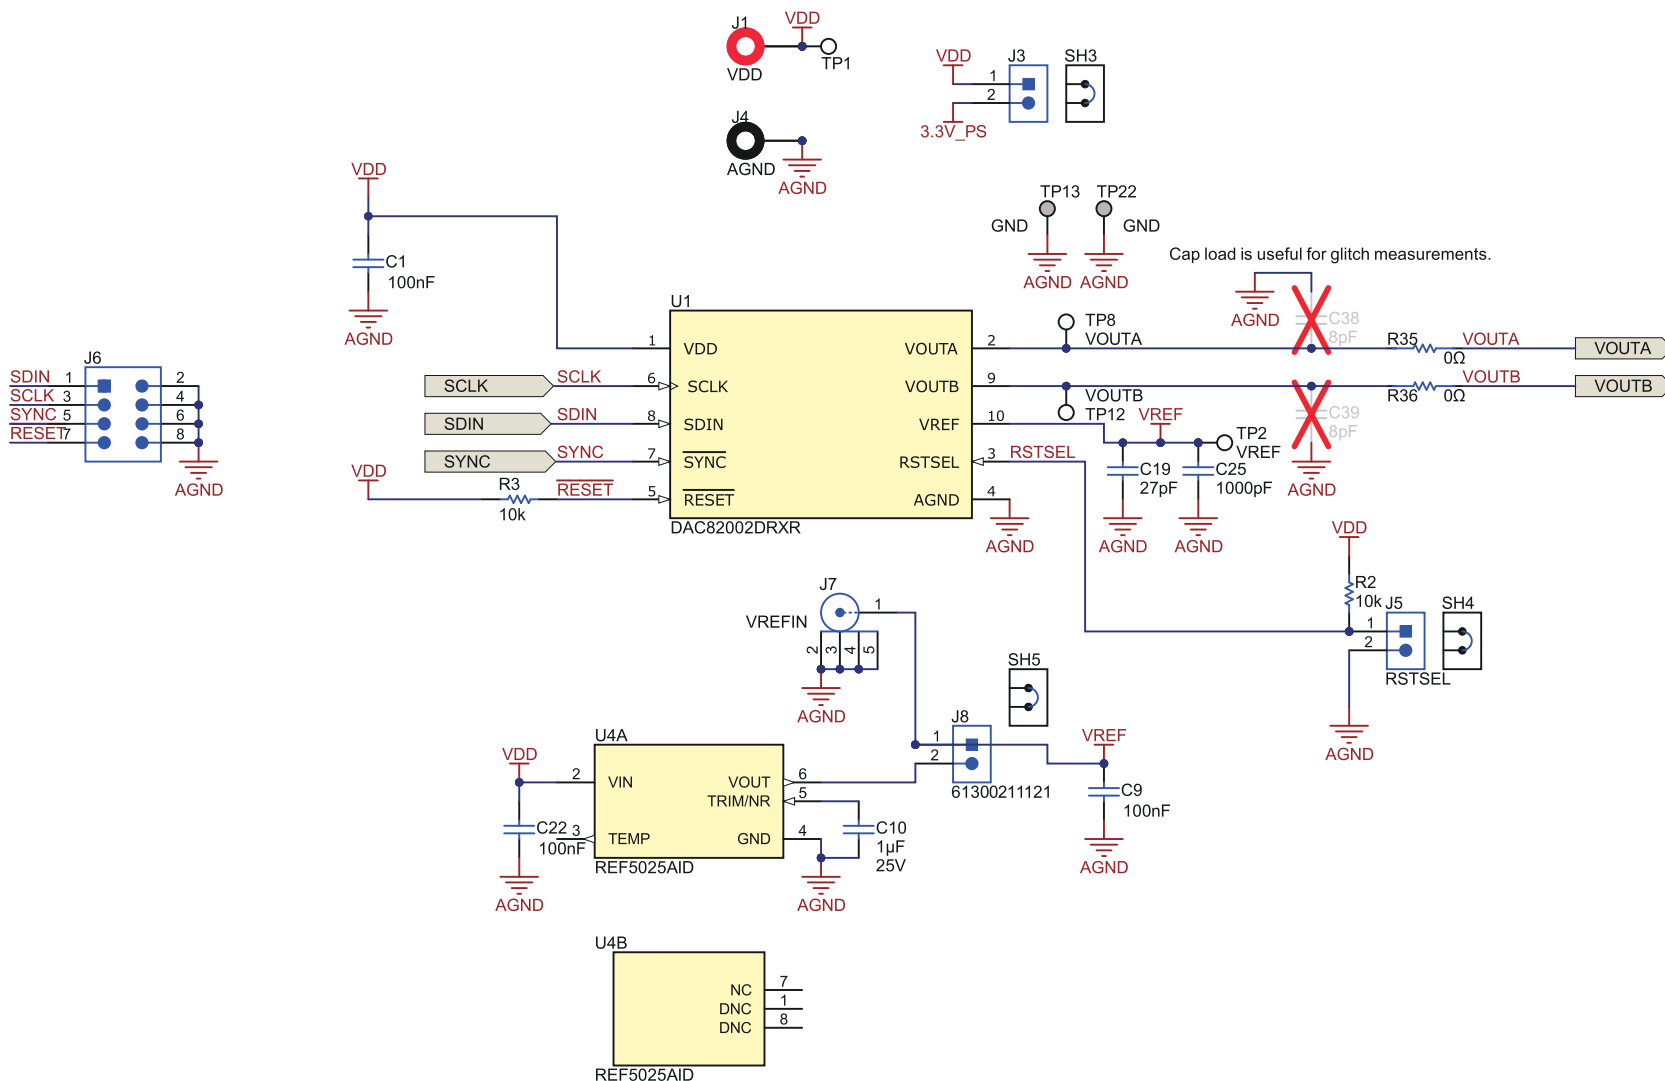 J1
VDD
TP1
VDD
J4
AGND
AGND
VDD
J3
SH3
1
2
3.3V_PS
TP13
TP22
GND
GND
AGND
AGND
Cap load is useful for glitch measurements.
VDD
C1
100nF
AGND
AGND
C38
8pF
U1
1
VDD
VOUTA
2
TP8
VOUTA
R35
0Ω
VOUTA
VOUTA
SCLK
SCLK
6
SCLK
VOUTB
9
VOUTB
TP12
R36
0Ω
VOUTB
VOUTB
C39
8pF
AGND
SDIN
SDIN
8
SDIN
VREF
10
VREF
TP2
VREF
SYNC
SYNC
7
SYNC
RSTSEL
3
RSTSEL
C19
27pF
C25
1000pF
VDD
R3
10k
RESET
5
RESET
AGND
4
AGND
AGND
AGND
DAC82002DRXR
J6
SDIN
1
2
SCLK
3
4
SYNC
5
6
RESET
7
8
AGND
VDD
R2
10k
J5
SH4
1
2
RSTSEL
AGND
J7
VREFIN
1
2
3
4
5
AGND
SH5
J8
1
2
61300211121
VREF
C9
100nF
AGND
U4A
VDD
2
VIN
VOUT
6
TRIM/NR
5
C22
100nF
3
TEMP
GND
4
C10
1µF
25V
REF5025AID
AGND
AGND
U4B
NC
7
DNC
1
DNC
8
REF5025AID